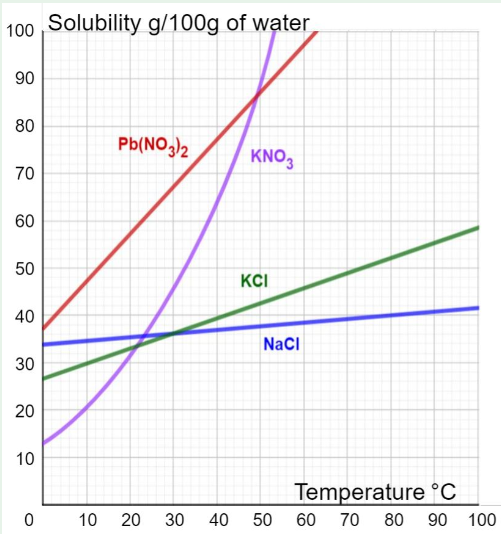 Solubility g/100g of water
100
90
80
Pb(NO₃)₂
KNO₃
70
60
50
KCl
40
NaCl
30
20
10
Temperature °C
0 10 20 30 40 50 60 70 80 90 100